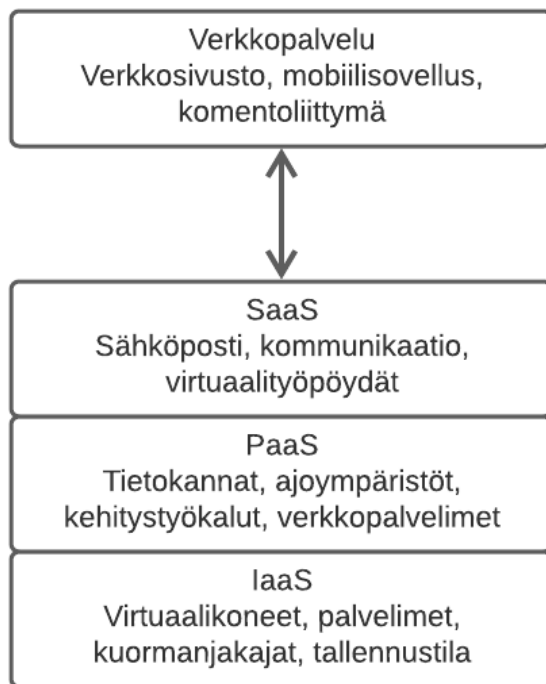 Verkkopalvelu
Verkkosivusto, mobiilisovellus,
komentoliittymä
SaaS
Sähköposti, kommunikaatio,
virtuaalityöpöydät
PaaS
Tietokannat, ajoympäristöt,
kehitystyökalut, verkkopalvelimet
IaaS
Virtuaalikoneet, palvelimet,
kuormanjakajat, tallennustila